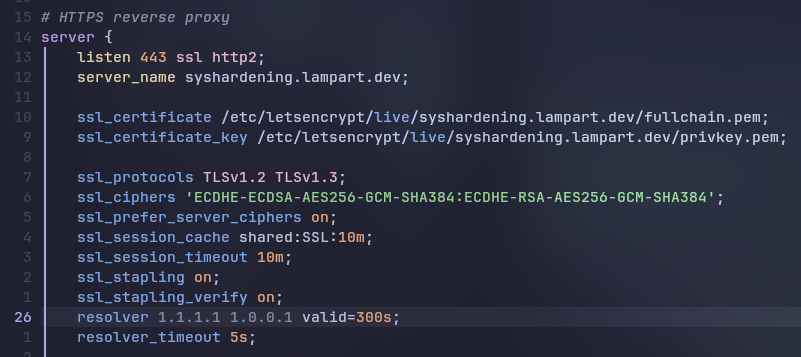 15 # HTTPS reverse proxy
14 server {
13 listen 443 ssl http2;
12 server_name syshardening.lampart.dev;
11
10 ssl_certificate /etc/letsencrypt/live/syshardening.lampart.dev/fullchain.pem;
9 ssl_certificate_key /etc/letsencrypt/live/syshardening.lampart.dev/privkey.pem;
8
7 ssl_protocols TLSv1.2 TLSv1.3;
6 ssl_ciphers 'ECDHE-ECDSA-AES256-GCM-SHA384:ECDHE-RSA-AES256-GCM-SHA384';
5 ssl_prefer_server_ciphers on;
4 ssl_session_cache shared:SSL:10m;
3 ssl_session_timeout 10m;
2 ssl_stapling on;
1 ssl_stapling_verify on;
26 resolver 1.1.1.1 1.0.0.1 valid=300s;
1 resolver_timeout 5s;